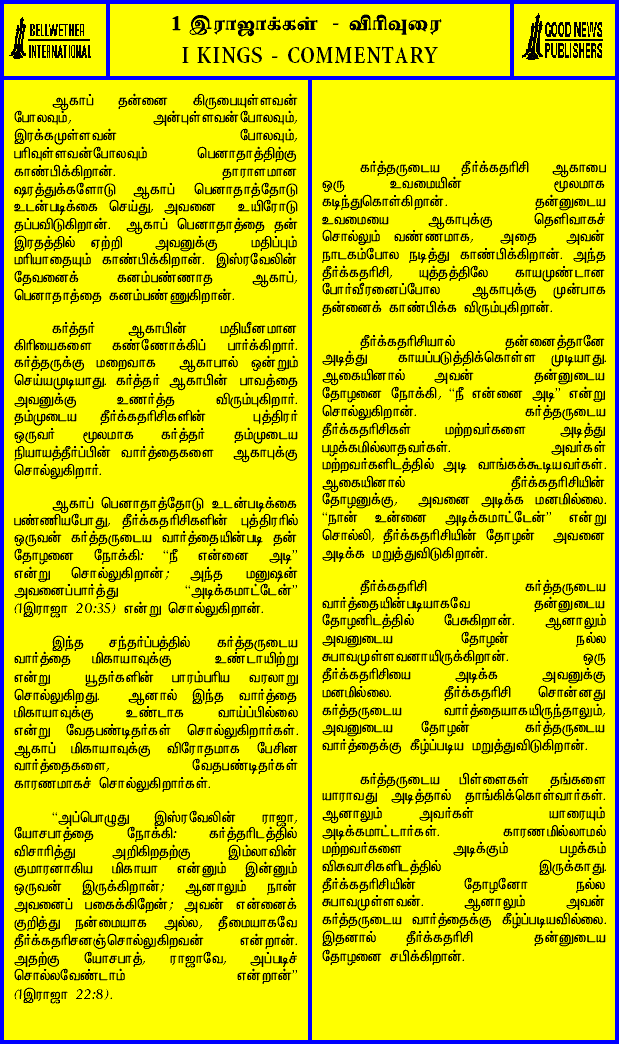 BELLWETHER
INTERNATIONAL
1 இராஜாக்கள் - விரிவுரை
I KINGS - COMMENTARY
GOOD NEWS
PUBLISHERS
ஆகாப் தன்னை கிருபையுள்ளவன்
போலவும், அன்புள்ளவன்போலவும்,
இரக்கமுள்ளவன் போலவும்,
பரிவுள்ளவன்போலவும் பெனாதாத்திற்கு
காண்பிக்கிறான். தாராளமான
ஷரத்துக்களோடு ஆகாப் பெனாதாத்தோடு
உடன்படிக்கை செய்து, அவனை உயிரோடு
தப்பவிடுகிறான். ஆகாப் பெனாதாத்தை தன்
இரதத்தில் ஏற்றி அவனுக்கு மதிப்பும்
மரியாதையும் காண்பிக்கிறான். இஸ்ரவேலின்
தேவனைக் கனம்பண்ணாத ஆகாப்,
பெனாதாத்தை கனம்பண்ணுகிறான்.
கர்த்தர் ஆகாபின் மதியீனமான
கிரியைகளை கண்ணோக்கிப் பார்க்கிறார்.
கர்த்தருக்கு மறைவாக ஆகாபால் ஒன்றும்
செய்யமுடியாது. கர்த்தர் ஆகாபின் பாவத்தை
அவனுக்கு உணர்த்த விரும்புகிறார்.
தம்முடைய தீர்க்கதரிசிகளின் புத்திரர்
ஒருவர் மூலமாக கர்த்தர் தம்முடைய
நியாயத்தீர்ப்பின் வார்த்தைகளை ஆகாபுக்கு
சொல்லுகிறார்.
ஆகாப் பெனாதாத்தோடு உடன்படிக்கை
பண்ணியபோது, தீர்க்கதரிசிகளின் புத்திரரில்
ஒருவன் கர்த்தருடைய வார்த்தையின்படி தன்
தோழனை நோக்கி: “நீ என்னை அடி”
என்று சொல்லுகிறான்; அந்த மனுஷன்
அவனைப்பார்த்து “அடிக்கமாட்டேன்”
(1இராஜா 20:35) என்று சொல்லுகிறான்.
இந்த சந்தர்ப்பத்தில் கர்த்தருடைய
வார்த்தை மிகாயாவுக்கு உண்டாயிற்று
என்று யூதர்களின் பாரம்பரிய வரலாறு
சொல்லுகிறது. ஆனால் இந்த வார்த்தை
மிகாயாவுக்கு உண்டாக வாய்ப்பில்லை
என்று வேதபண்டிதர்கள் சொல்லுகிறார்கள்.
ஆகாப் மிகாயாவுக்கு விரோதமாக பேசின
வார்த்தைகளை, வேதபண்டிதர்கள்
காரணமாகச் சொல்லுகிறார்கள்.
“அப்பொழுது இஸ்ரவேலின் ராஜா,
யோசபாத்தை நோக்கி: கர்த்தரிடத்தில்
விசாரித்து அறிகிறதற்கு இம்லாவின்
குமாரனாகிய மிகாயா என்னும் இன்னும்
ஒருவன் இருக்கிறான்; ஆனாலும் நான்
அவனைப் பகைக்கிறேன்; அவன் என்னைக்
குறித்து நன்மையாக அல்ல, தீமையாகவே
தீர்க்கதரிசனஞ்சொல்லுகிறவன் என்றான்.
அதற்கு யோசபாத், ராஜாவே, அப்படிச்
சொல்லவேண்டாம் என்றான்”
(1இராஜா 22:8).
கர்த்தருடைய தீர்க்கதரிசி ஆகாபை
ஒரு உவமையின் மூலமாக
கடிந்துகொள்கிறான். தன்னுடைய
உவமையை ஆகாபுக்கு தெளிவாகச்
சொல்லும் வண்ணமாக, அதை அவன்
நாடகம்போல நடித்து காண்பிக்கிறான். அந்த
தீர்க்கதரிசி, யுத்தத்திலே காயமுண்டான
போர்வீரனைப்போல ஆகாபுக்கு முன்பாக
தன்னைக் காண்பிக்க விரும்புகிறான்.
தீர்க்கதரிசியால் தன்னைத்தானே
அடித்து காயப்படுத்திக்கொள்ள முடியாது.
ஆகையினால் அவன் தன்னுடைய
தோழனை நோக்கி, “நீ என்னை அடி” என்று
சொல்லுகிறான். கர்த்தருடைய
தீர்க்கதரிசிகள் மற்றவர்களை அடித்து
பழக்கமில்லாதவர்கள். அவர்கள்
மற்றவர்களிடத்தில் அடி வாங்கக்கூடியவர்கள்.
ஆகையினால் தீர்க்கதரிசியின்
தோழனுக்கு, அவனை அடிக்க மனமில்லை.
“நான் உன்னை அடிக்கமாட்டேன்” என்று
சொல்லி, தீர்க்கதரிசியின் தோழன் அவனை
அடிக்க மறுத்துவிடுகிறான்.
தீர்க்கதரிசி கர்த்தருடைய
வார்த்தையின்படியாகவே தன்னுடைய
தோழனிடத்தில் பேசுகிறான். ஆனாலும்
அவனுடைய தோழன் நல்ல
சுபாவமுள்ளவனாயிருக்கிறான். ஒரு
தீர்க்கதரிசியை அடிக்க அவனுக்கு
மனமில்லை. தீர்க்கதரிசி சொன்னது
கர்த்தருடைய வார்த்தையாகயிருந்தாலும்,
அவனுடைய தோழன் கர்த்தருடைய
வார்த்தைக்கு கீழ்ப்படிய மறுத்துவிடுகிறான்.
கர்த்தருடைய பிள்ளைகள் தங்களை
யாராவது அடித்தால் தாங்கிக்கொள்வார்கள்.
ஆனாலும் அவர்கள் யாரையும்
அடிக்கமாட்டார்கள். காரணமில்லாமல்
மற்றவர்களை அடிக்கும் பழக்கம்
விசுவாசிகளிடத்தில் இருக்காது.
தீர்க்கதரிசியின் தோழனோ நல்ல
சுபாவமுள்ளவன். ஆனாலும் அவன்
கர்த்தருடைய வார்த்தைக்கு கீழ்ப்படியவில்லை.
இதனால் தீர்க்கதரிசி தன்னுடைய
தோழனை சபிக்கிறான்.